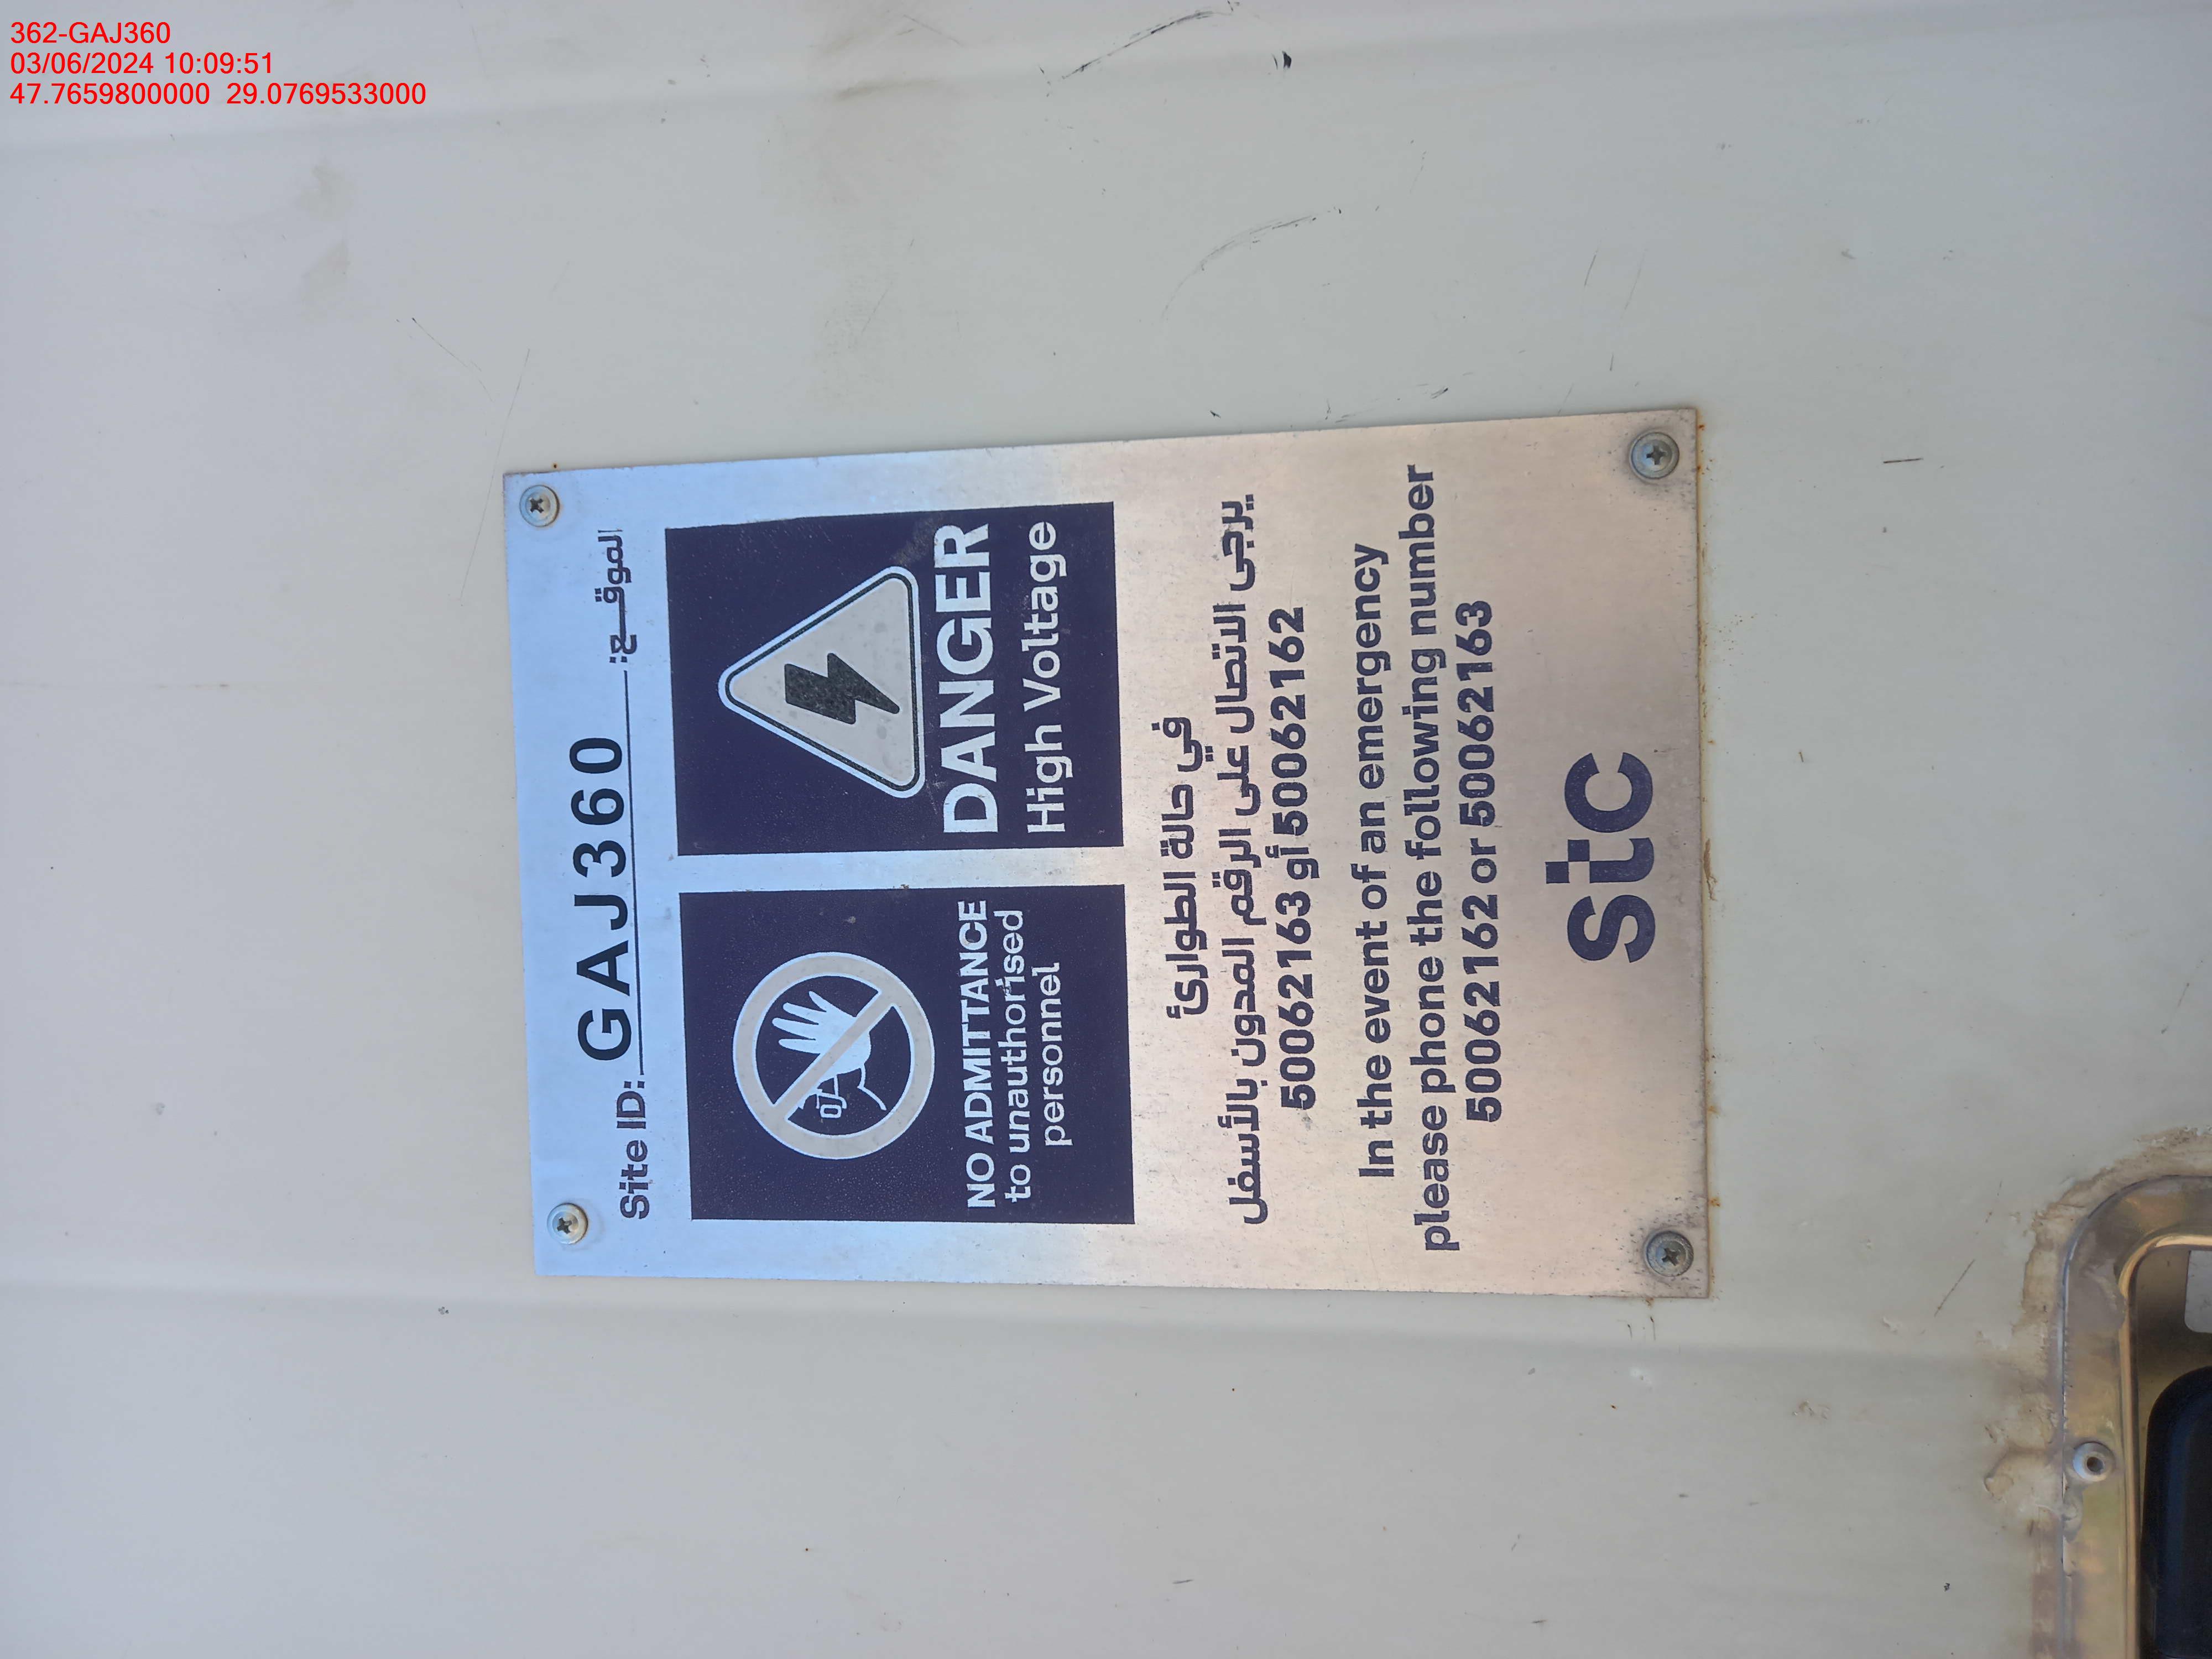 362-GAJ360
03/06/2024 10:09:51
47.7659800000 29.0769533000
Site ID: GAJ360 الموقـــع:
NO ADMITTANCE
to unauthorised
personnel
DANGER
High Voltage
في حالة الطوارئ
يرجى الاتصال على الرقم المدون بالأسفل
50062163 أو 50062162
In the event of an emergency
please phone the following number
50062162 or 50062163
stc